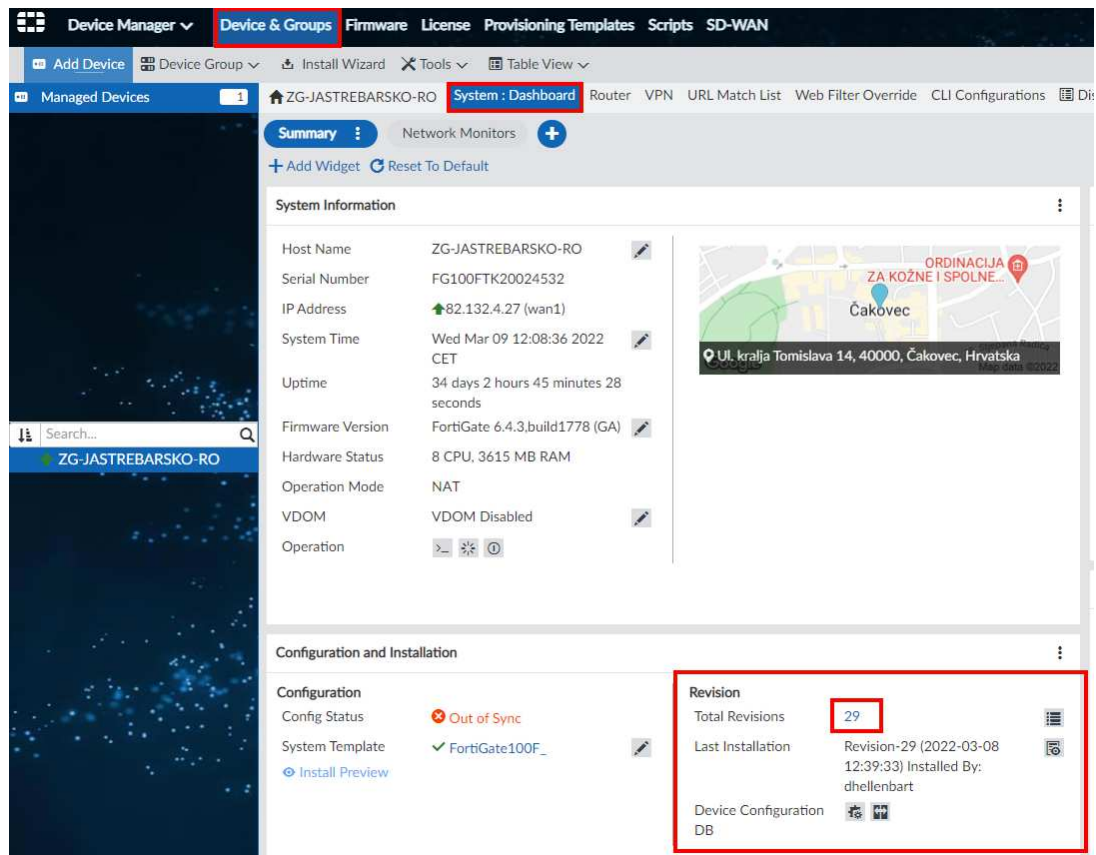 Device Manager Device & Groups Firmware License Provisioning Templates Scripts SD-WAN
Add Device Device Group Install Wizard Tools Table View
Managed Devices 1
ZG-JASTREBARSKO-RO System : Dashboard Router VPN URL Match List Web Filter Override CLI Configurations Dis
Summary Network Monitors
Add Widget Reset To Default
System Information
Host Name ZG-JASTREBARSKO-RO
Serial Number FG100FTK20024532
IP Address 82.132.4.27 (wan1)
System Time Wed Mar 09 12:08:36 2022
CET
Uptime 34 days 2 hours 45 minutes 28
seconds
Firmware Version FortiGate 6.4.3,build1778 (GA)
Hardware Status 8 CPU, 3615 MB RAM
Operation Mode NAT
VDOM VDOM Disabled
Operation
ORDINACIJA
ZA KOŽNE I SPOLNE...
Čakovec
Ul. kralja Tomislava 14, 40000, Čakovec, Hrvatska
Google
Map data ©2022
Search...
ZG-JASTREBARSKO-RO
Configuration and Installation
Configuration
Config Status Out of Sync
System Template FortiGate100F_
Install Preview
Revision
Total Revisions 29
Last Installation Revision-29 (2022-03-08
12:39:33) Installed By:
dhellenbart
Device Configuration
DB